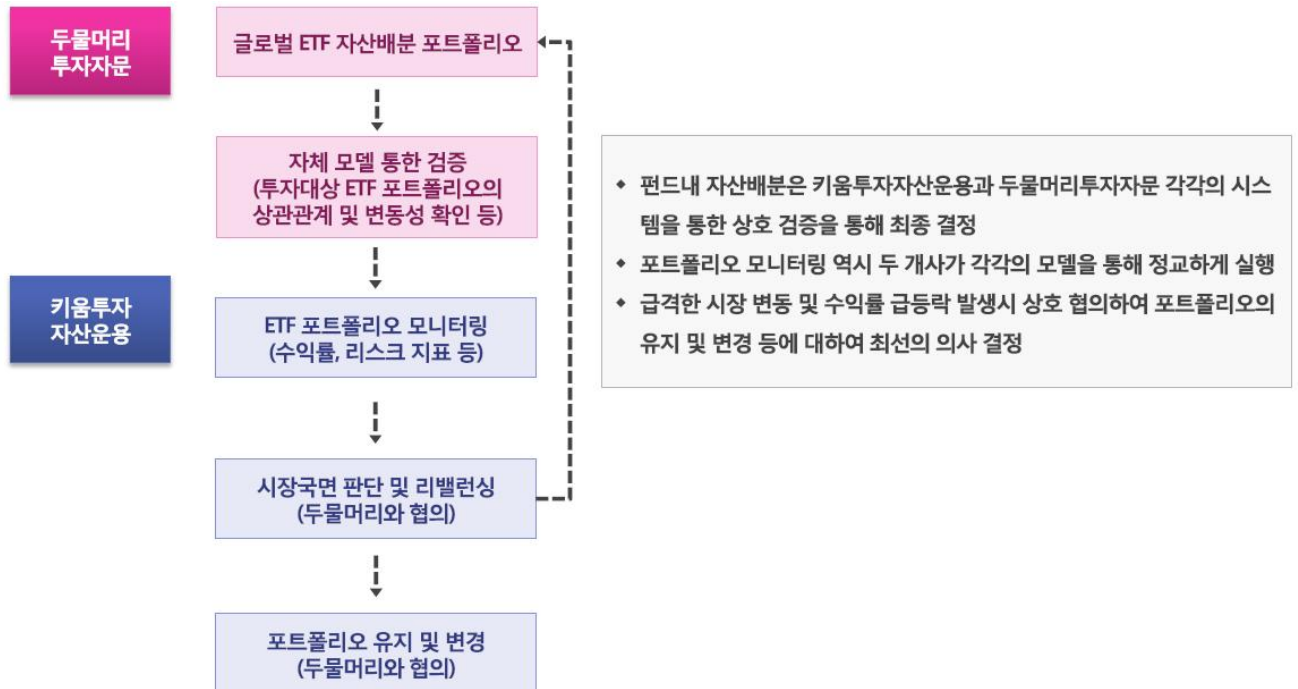 두물머리
투자자문
글로벌 ETF 자산배분 포트폴리오
자체 모델 통한 검증
(투자대상 ETF 포트폴리오의
상관관계 및 변동성 확인 등)
키움투자
자산운용
ETF 포트폴리오 모니터링
(수익률, 리스크 지표 등)
시장국면 판단 및 리밸런싱
(두물머리와 협의)
포트폴리오 유지 및 변경
(두물머리와 협의)
◆ 펀드내 자산배분은 키움투자자산운용과 두물머리투자자문 각각의 시스
템을 통한 상호 검증을 통해 최종 결정
◆ 포트폴리오 모니터링 역시 두 개사가 각각의 모델을 통해 정교하게 실행
◆ 급격한 시장 변동 및 수익률 급등락 발생시 상호 협의하여 포트폴리오의
유지 및 변경 등에 대하여 최선의 의사 결정